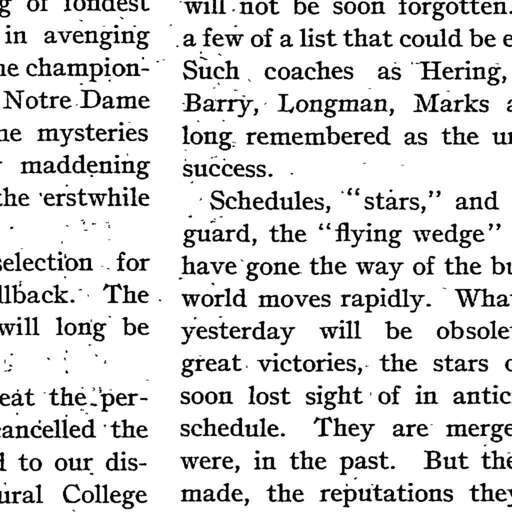 g of fondest
in avenging
he champion-
Notre Dame
he mysteries
maddening
the erstwhile
selection for
llback. The
will long be
eat the per-
cancelled the
d to our dis-
ural College
will not be soon forgotten.
a few of a list that could be e
Such coaches as Hering,
Barry, Longman, Marks a
long remembered as the un
success.
Schedules, "stars," and
guard, the "flying wedge"
have gone the way of the bu
world moves rapidly. What
yesterday will be obsolet
great victories, the stars o
soon lost sight of in antic
schedule. They are merge
were, in the past. But the
made, the reputations they